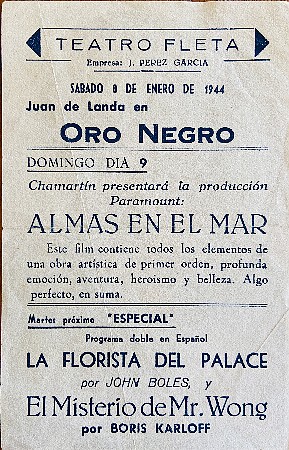 TEATRO FLETA
Empresa: J. PEREZ GARCIA
SABADO 8 DE ENERO DE 1944
Juan de Landa en
ORO NEGRO
DOMINGO DIA 9
Chamartín presentará la producción
Paramount:
ALMAS EN EL MAR
Este film contiene todos los elementos de
una obra artística de primer orden, profunda
emoción, aventura, heroísmo y belleza. Algo
perfecto, en suma.
Martes próximo "ESPECIAL"
Programa doble en Español
LA FLORISTA DEL PALACE
por JOHN BOLES, y
El Misterio de Mr. Wong
por BORIS KARLOFF